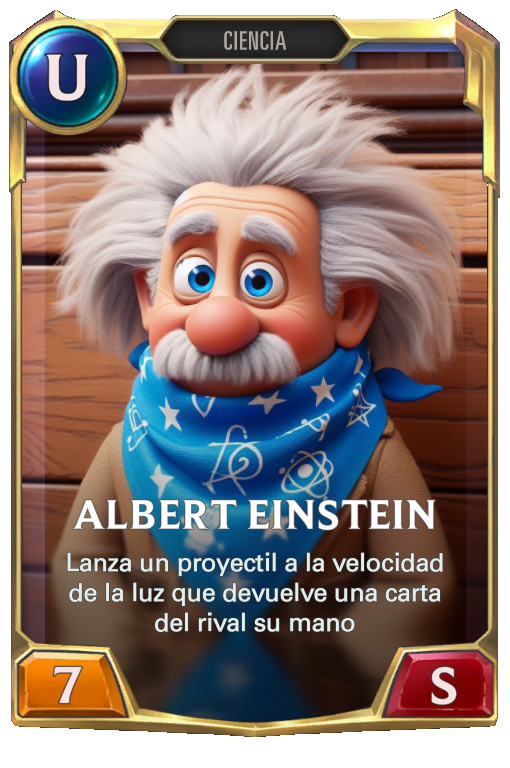 CIENCIA
U
ALBERT EINSTEIN
Lanza un proyectil a la velocidad
de la luz que devuelve una carta
del rival su mano
7
S